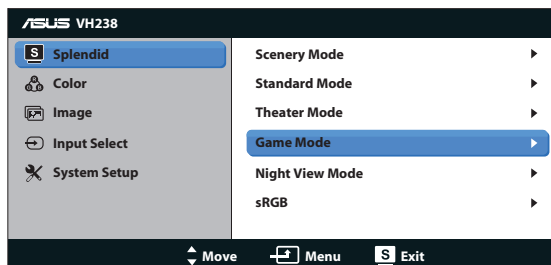 ASUS VH238
S Splendid
Color
Image
Input Select
System Setup
Scenery Mode
Standard Mode
Theater Mode
Game Mode
Night View Mode
sRGB
Move Menu S Exit